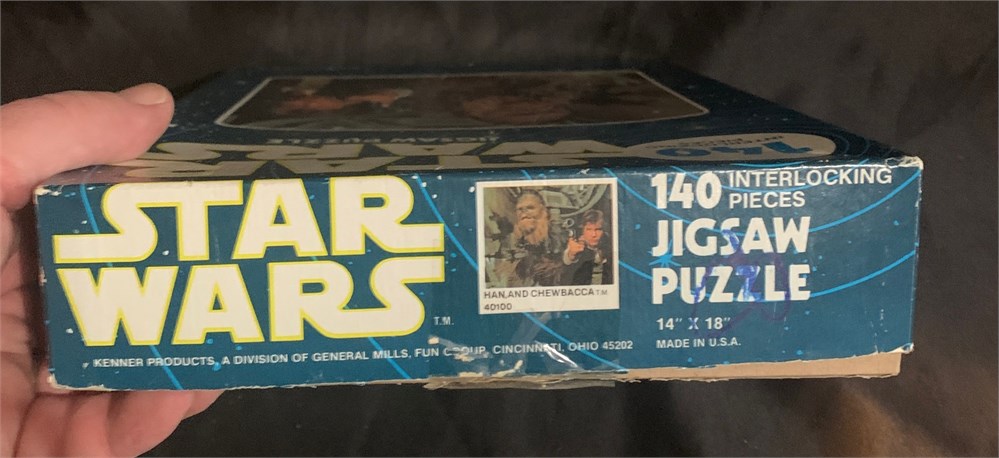 STAR WARS
JIGSAW PUZZLE
140
STAR
WARS
T.M.
HAN AND CHEWBACCA T.M.
40100
140 INTERLOCKING
PIECES
JIGSAW
PUZZLE
14" X 18"
MADE IN U.S.A.
KENNER PRODUCTS, A DIVISION OF GENERAL MILLS, FUN GROUP, CINCINNATI, OHIO 45202